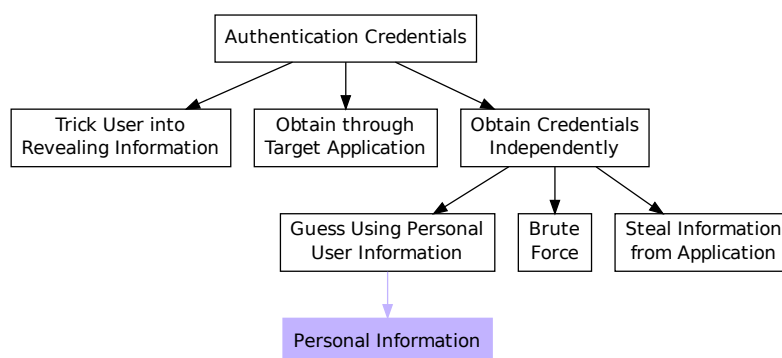 Authentication Credentials
Trick User into
Revealing Information
Obtain through
Target Application
Obtain Credentials
Independently
Guess Using Personal
User Information
Brute
Force
Steal Information
from Application
Personal Information